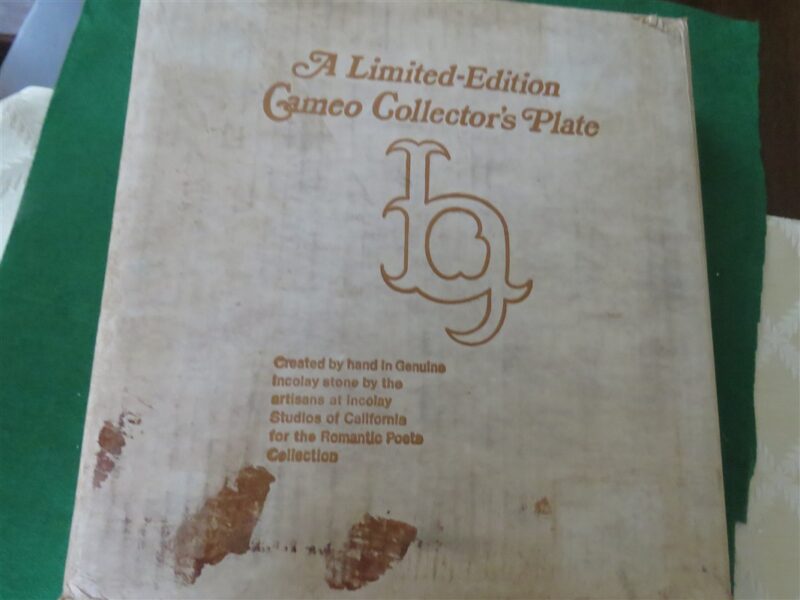 A Limited-Edition
Cameo Collector's Plate
Created by hand in Genuine
Incolay stone by the
artisans at Incolay
Studios of California
for the Romantic Poets
Collection